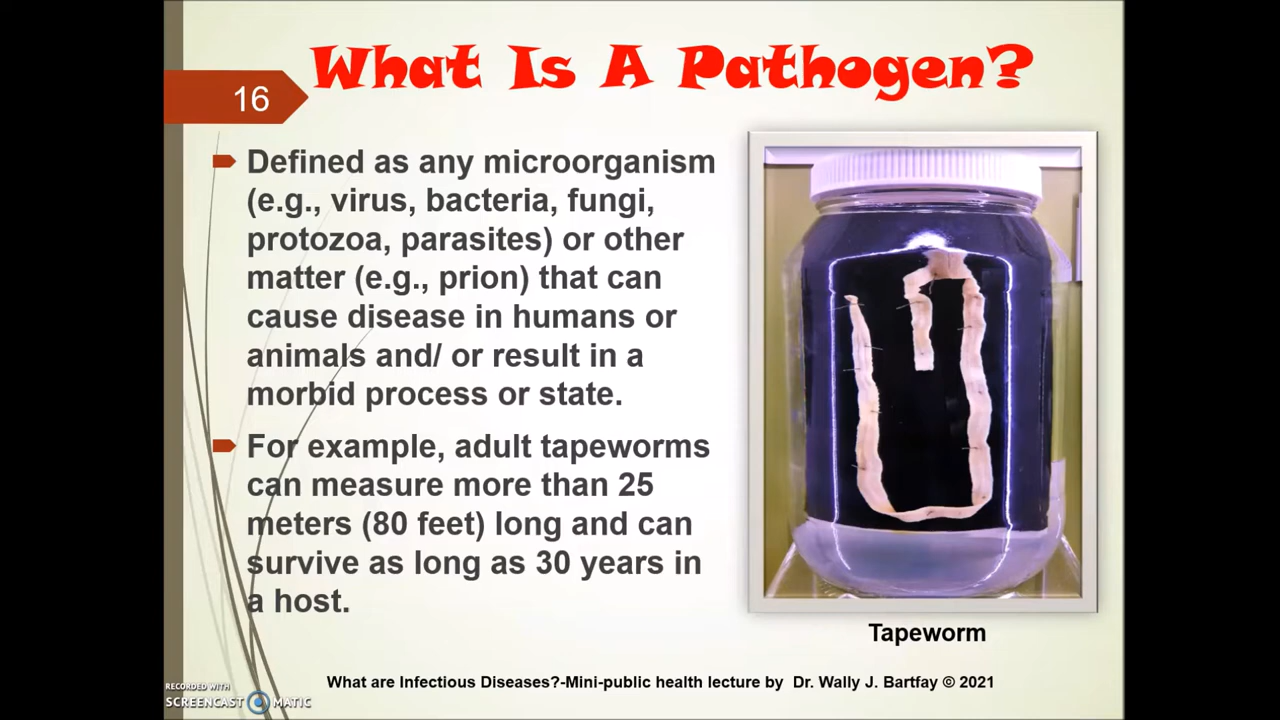 What Is A Pathogen?
16
Defined as any microorganism
(e.g., virus, bacteria, fungi,
protozoa, parasites) or other
matter (e.g., prion) that can
cause disease in humans or
animals and/ or result in a
morbid process or state.
For example, adult tapeworms
can measure more than 25
meters (80 feet) long and can
survive as long as 30 years in
a host.
Tapeworm
What are Infectious Diseases?-Mini-public health lecture by Dr. Wally J. Bartfay © 2021
RECORDED WITH
SCREENCAST MATIC